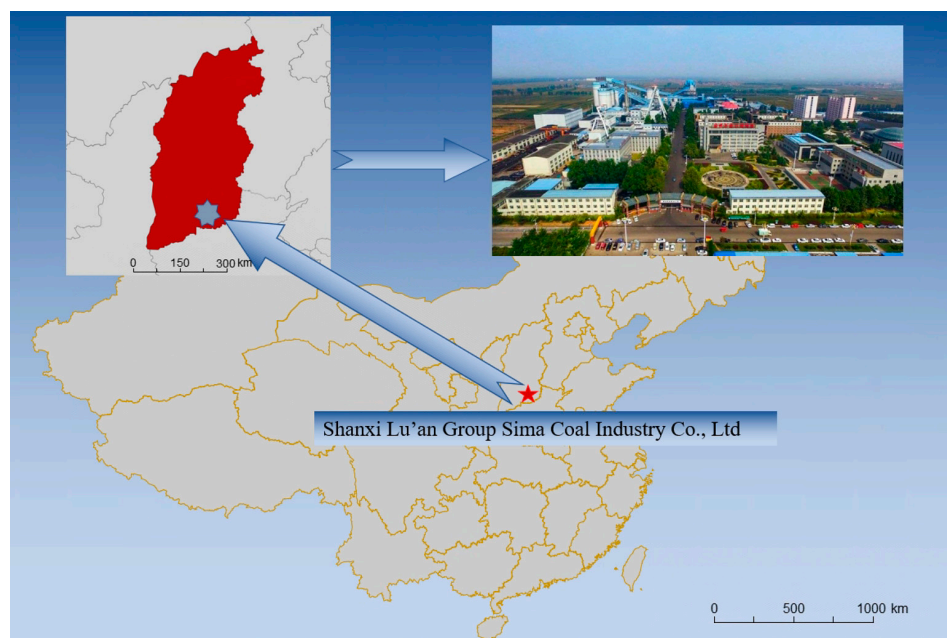 0 150 300 km
Shanxi Lu’an Group Sima Coal Industry Co., Ltd
0 500 1000 km